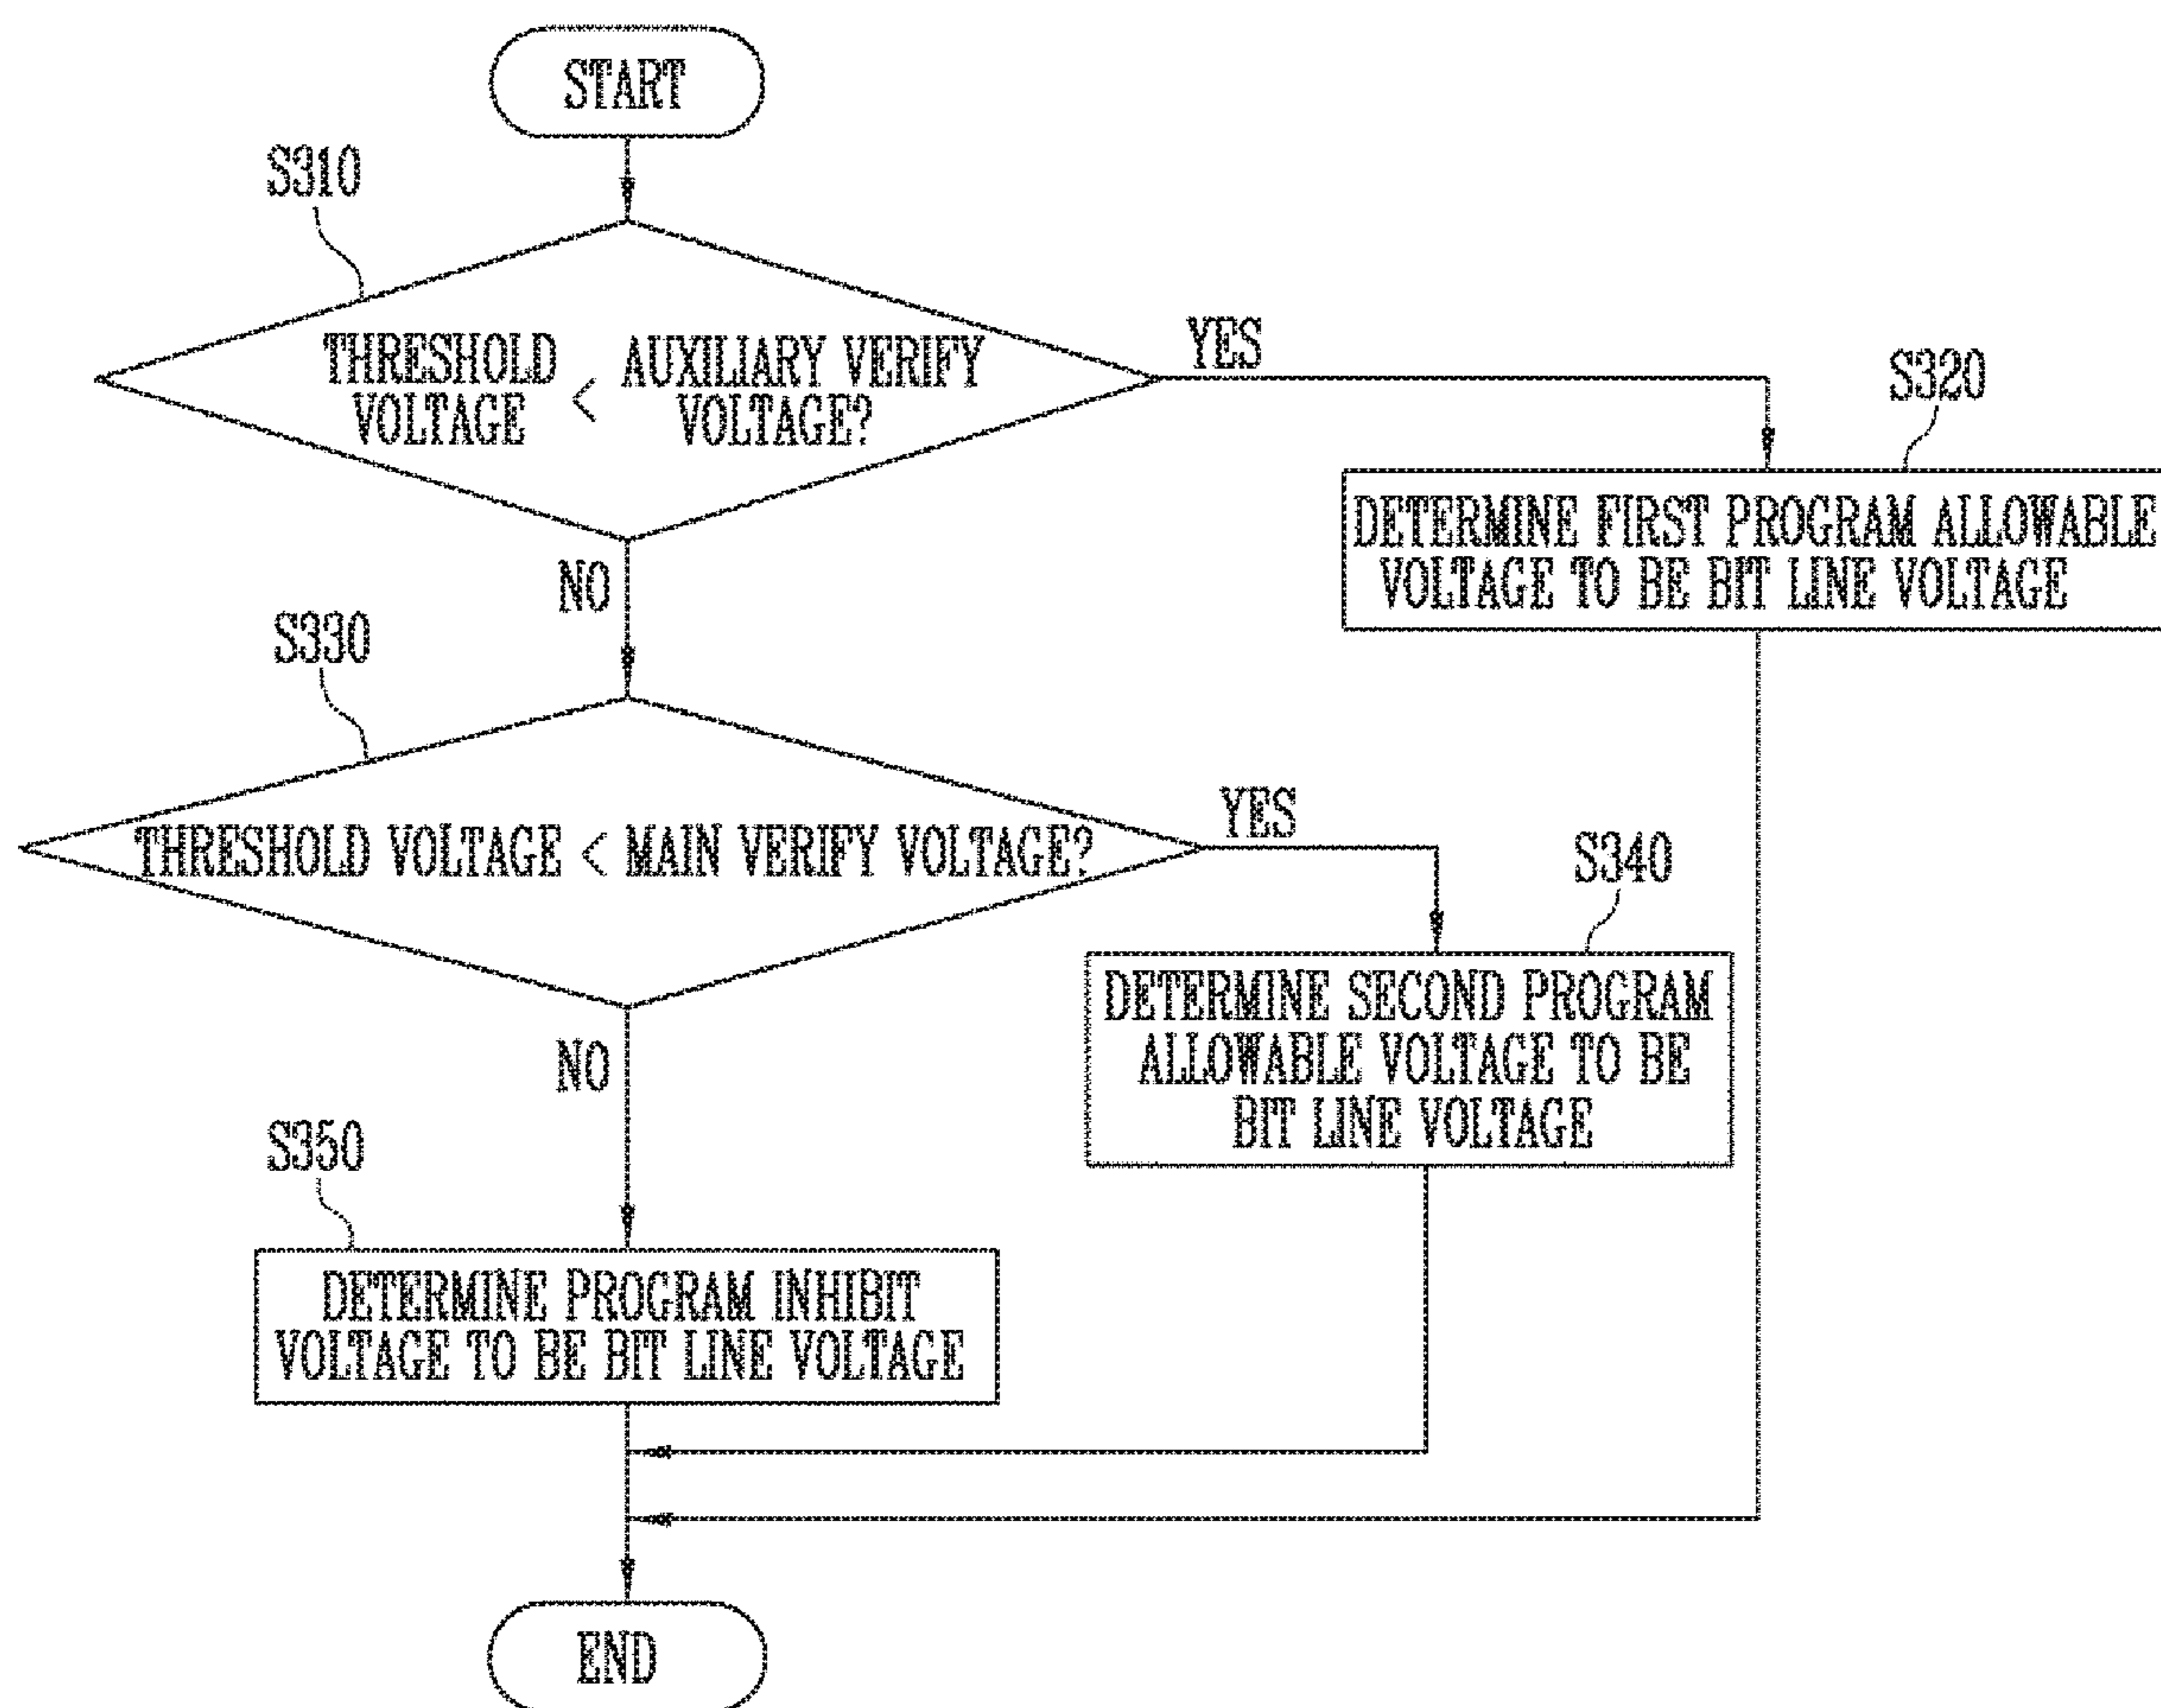 START
S310
THRESHOLD VOLTAGE < AUXILIARY VERIFY VOLTAGE?
YES
S320
DETERMINE FIRST PROGRAM ALLOWABLE
VOLTAGE TO BE BIT LINE VOLTAGE
NO
S330
THRESHOLD VOLTAGE < MAIN VERIFY VOLTAGE?
YES
S340
DETERMINE SECOND PROGRAM
ALLOWABLE VOLTAGE TO BE
BIT LINE VOLTAGE
NO
S350
DETERMINE PROGRAM INHIBIT
VOLTAGE TO BE BIT LINE VOLTAGE
END